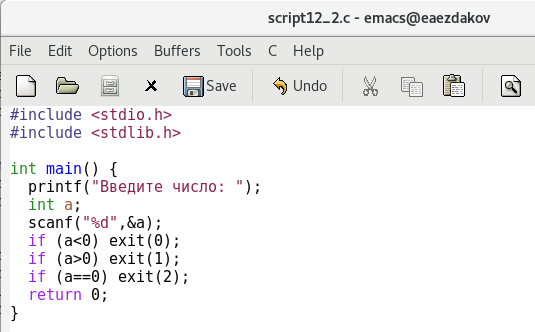 script12_2.c - emacs@eaezdakov
File Edit Options Buffers Tools C Help
Save Undo
#include <stdio.h>
#include <stdlib.h>
int main() {
  printf("Введите число: ");
  int a;
  scanf("%d",&a);
  if (a<0) exit(0);
  if (a>0) exit(1);
  if (a==0) exit(2);
  return 0;
}